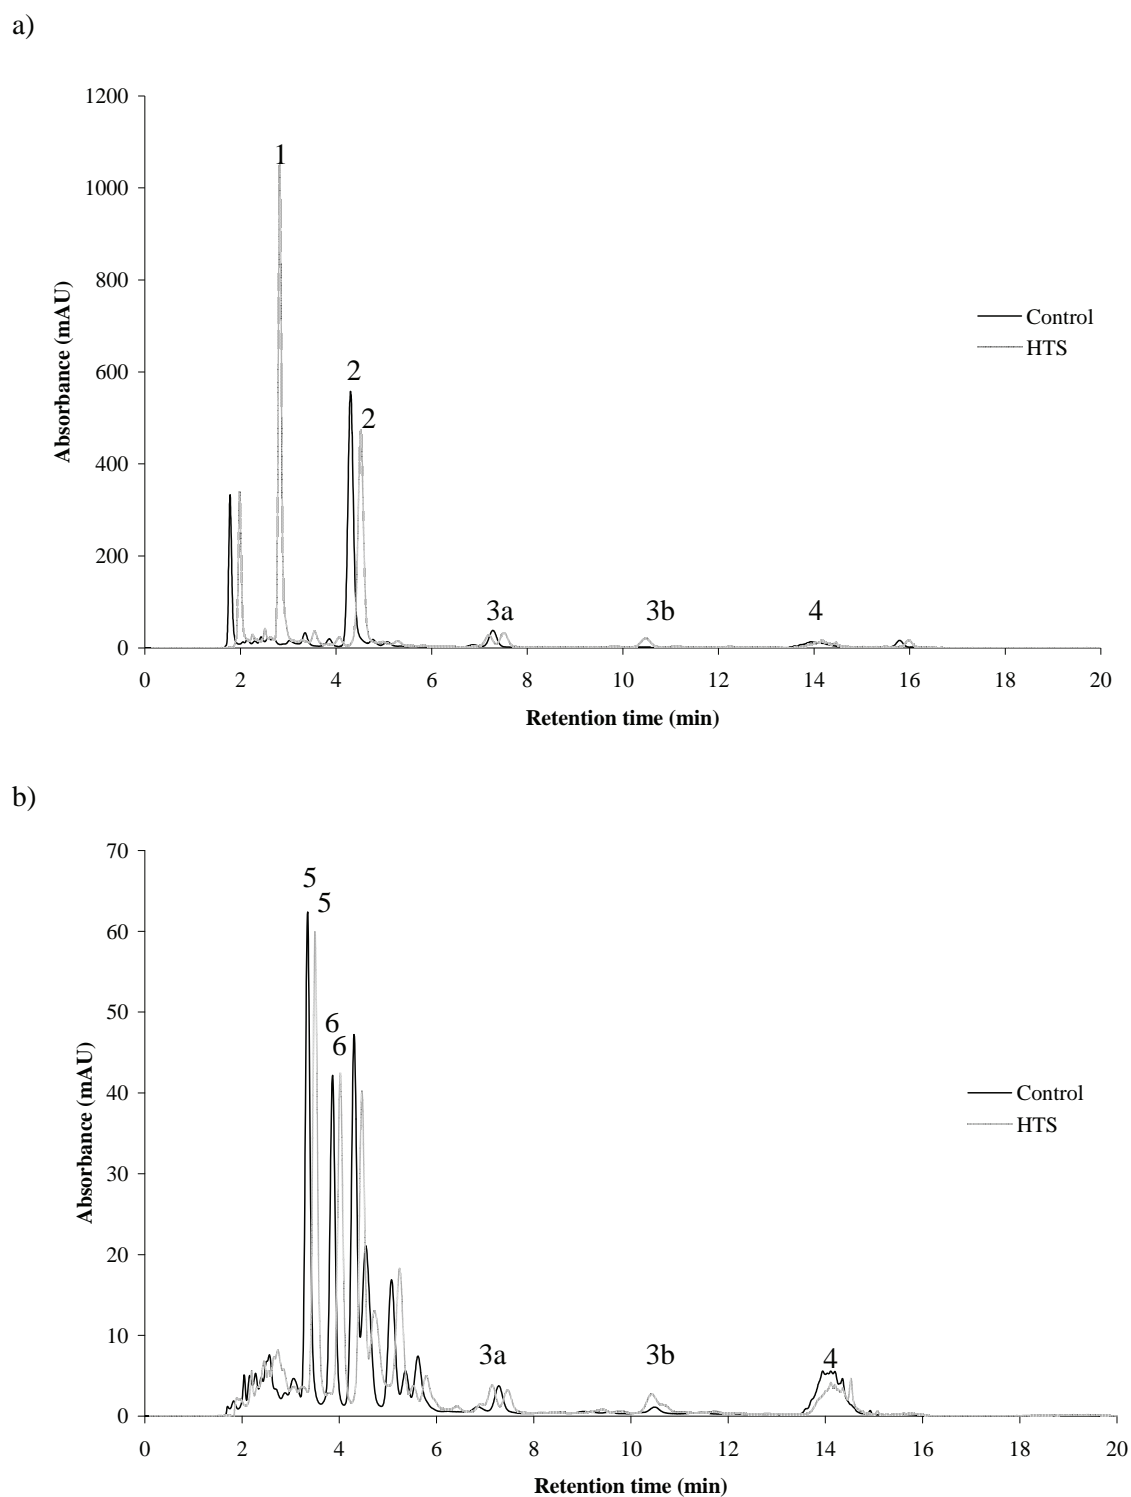 a)
1200
1000
800
600
400
200
0
Absorbance (mAU)
1
2
2
3a
3b
4
Control
HTS
0 2 4 6 8 10 12 14 16 18 20
Retention time (min)
b)
70
60
50
40
30
20
10
0
Absorbance (mAU)
5
5
6
6
3a
3b
4
Control
HTS
0 2 4 6 8 10 12 14 16 18 20
Retention time (min)